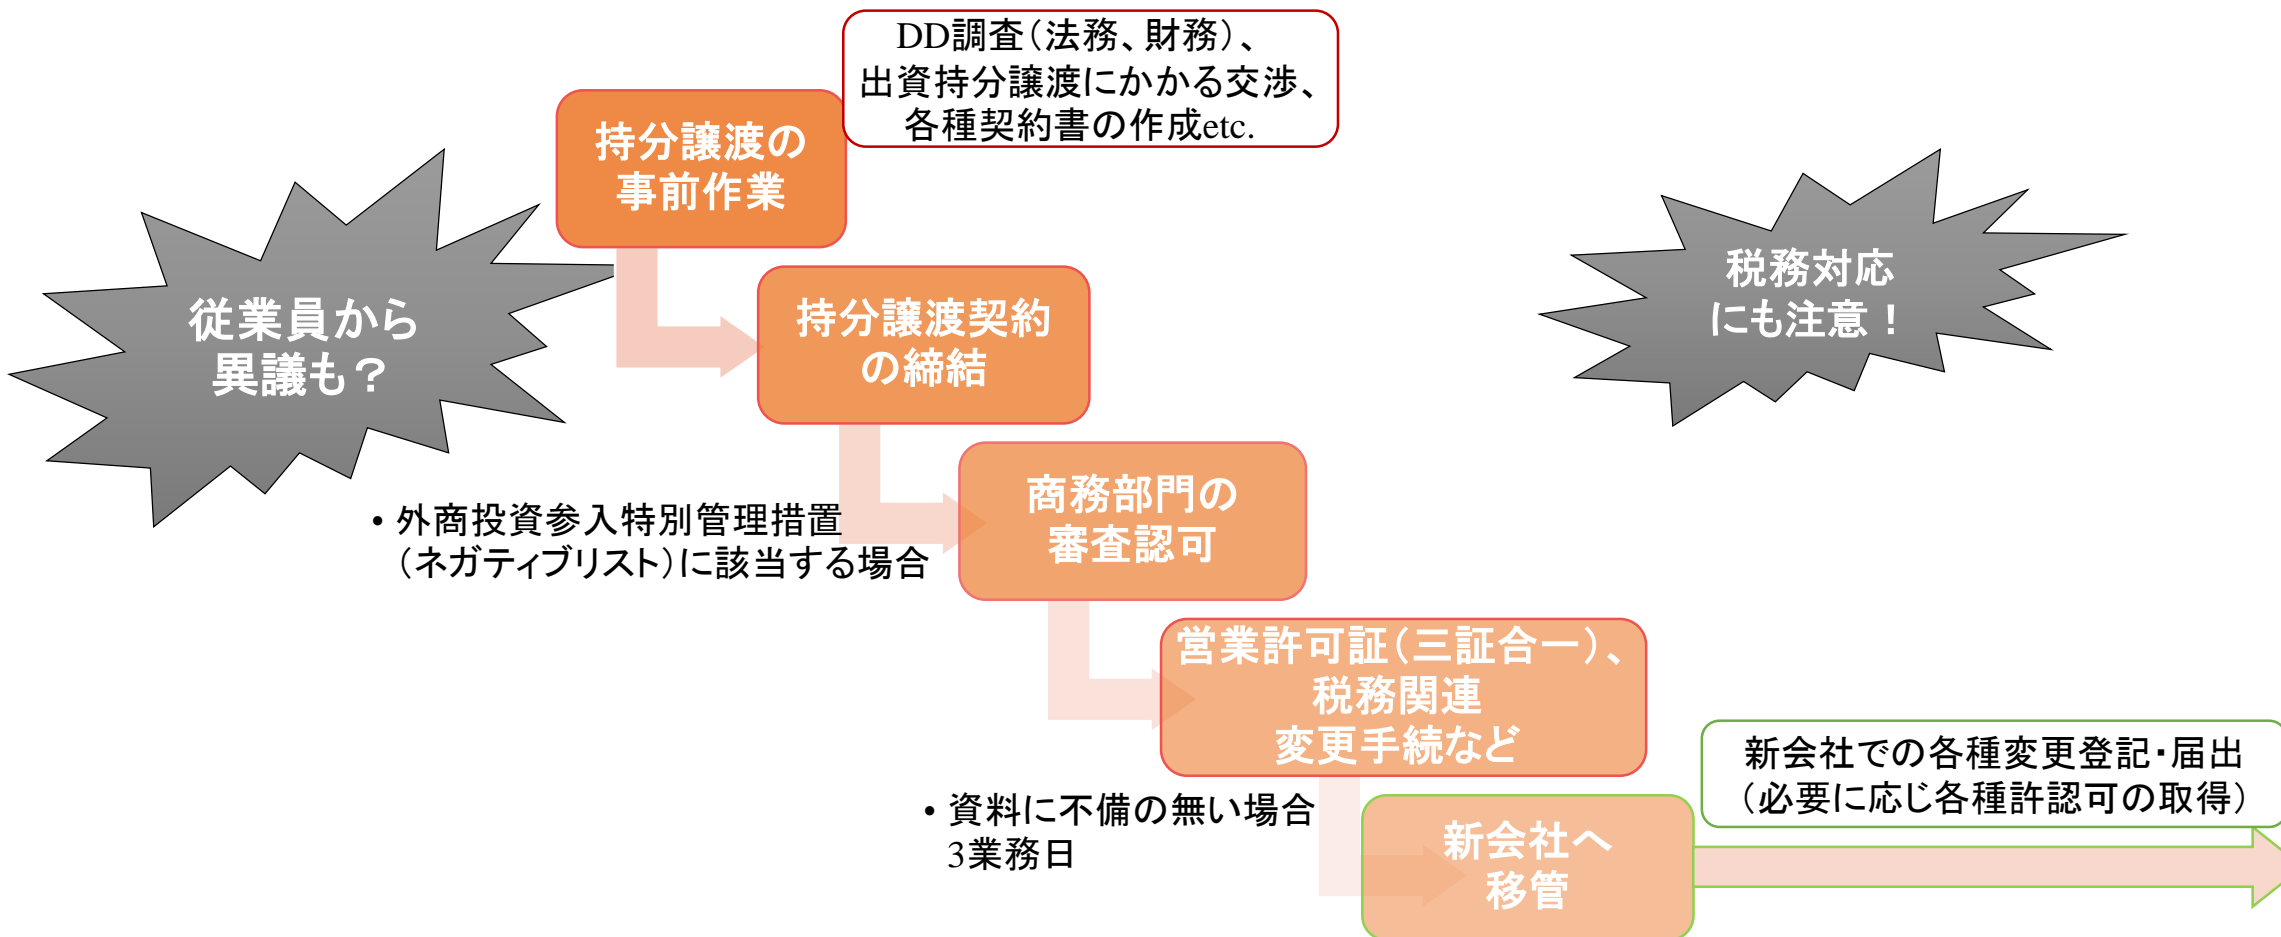 DD調査（法務、財務）、
出資持分譲渡にかかる交渉、
各種契約書の作成etc.
持分譲渡の
事前作業
従業員から
異議も？
税務対応
にも注意！
持分譲渡契約
の締結
商務部門の
審査認可
• 外商投資参入特別管理措置
（ネガティブリスト）に該当する場合
営業許可証（三証合一）、
税務関連
変更手続など
• 資料に不備の無い場合
3業務日
新会社へ
移管
新会社での各種変更登記・届出
（必要に応じ各種許認可の取得）